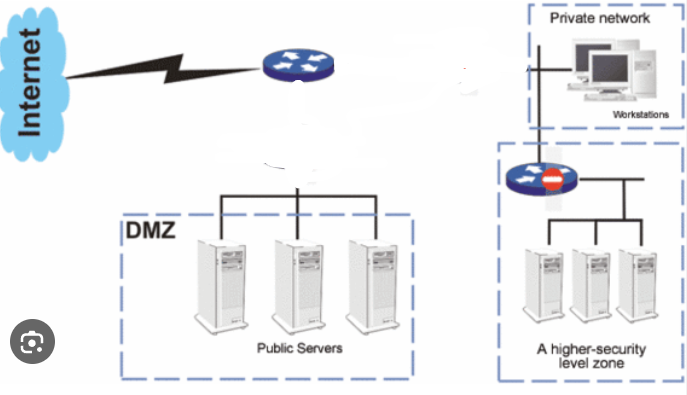 Internet
Private network
Workstations
DMZ
Public Servers
A higher-security
level zone